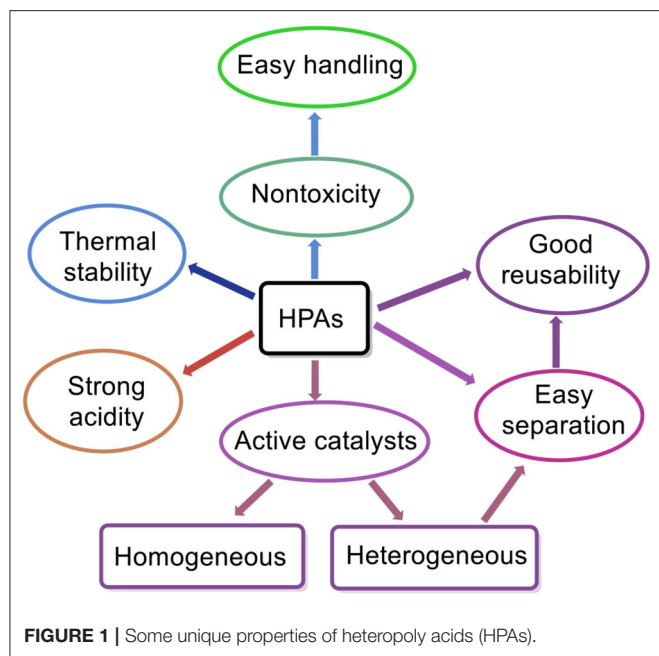 Easy handling
Nontoxicity
Thermal
stability
Good
reusability
HPAs
Strong
acidity
Easy
separation
Active catalysts
Homogeneous
Heterogeneous
FIGURE 1 | Some unique properties of heteropoly acids (HPAs).